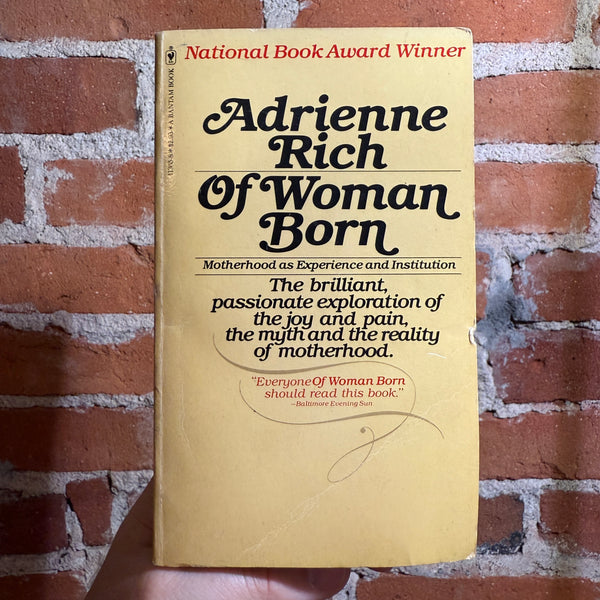 National Book Award Winner
Adrienne
Rich
Of Woman
Born
Motherhood as Experience and Institution
The brilliant,
passionate exploration of
the joy and pain,
the myth and the reality
of motherhood.
"Everyone Of Woman Born
should read this book."
–Baltimore Evening Sun
★ A BANTAM BOOK